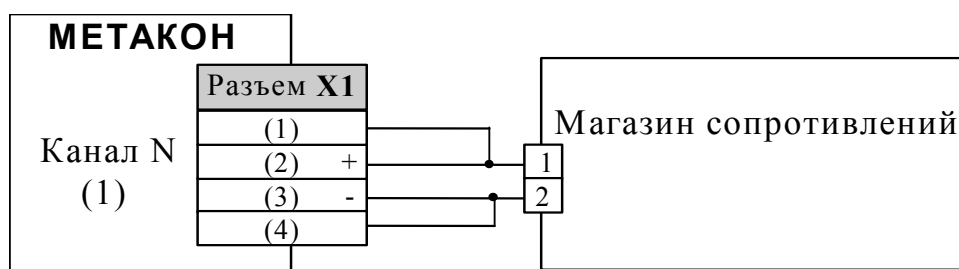 МЕТАКОН
Разъем X1
Канал N
(1)
(1)
(2) +
(3) -
(4)
Магазин сопротивлений
1
2